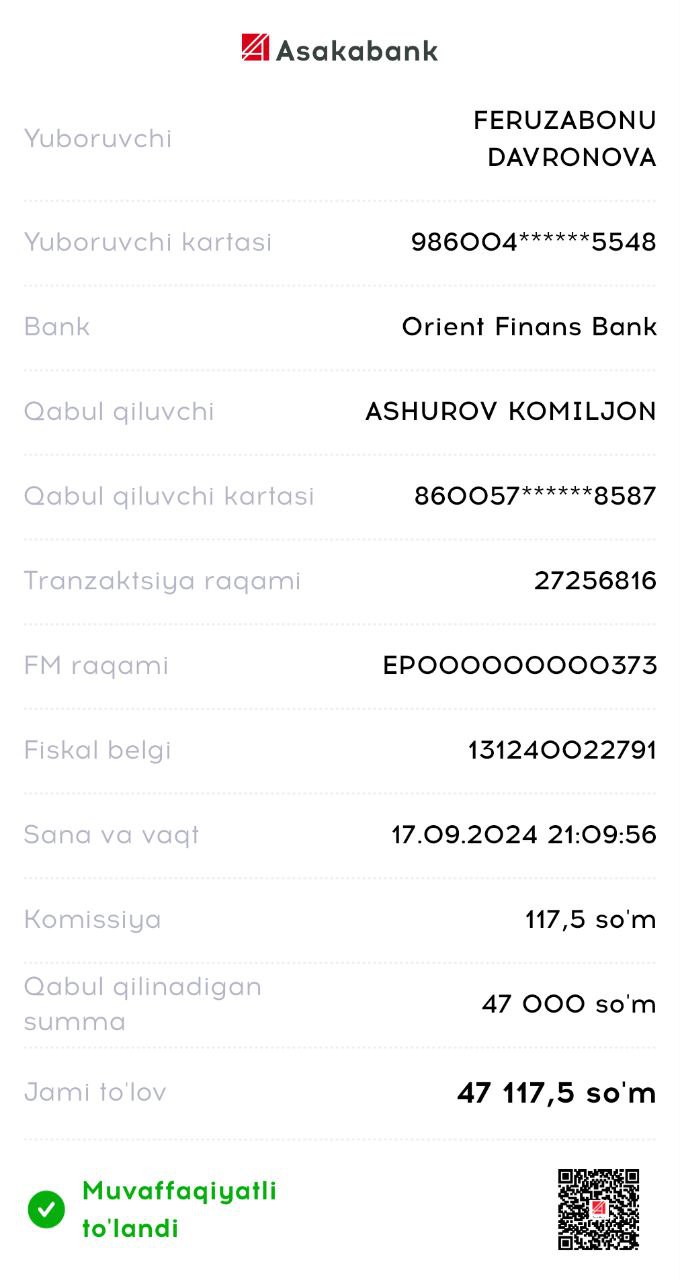 Asakabank
Yuboruvchi
FERUZABONU
DAVRONOVA
Yuboruvchi kartasi 986004******5548
Bank Orient Finans Bank
Qabul qiluvchi ASHUROV KOMILJON
Qabul qiluvchi kartasi 860057******8587
Tranzaktsiya raqami 27256816
FM raqami EP000000000373
Fiskal belgi 131240022791
Sana va vaqt 17.09.2024 21:09:56
Komissiya 117,5 so'm
Qabul qilinadigan
summa
47 000 so'm
Jami to'lov 47 117,5 so'm
Muvaffaqiyatli
to'landi